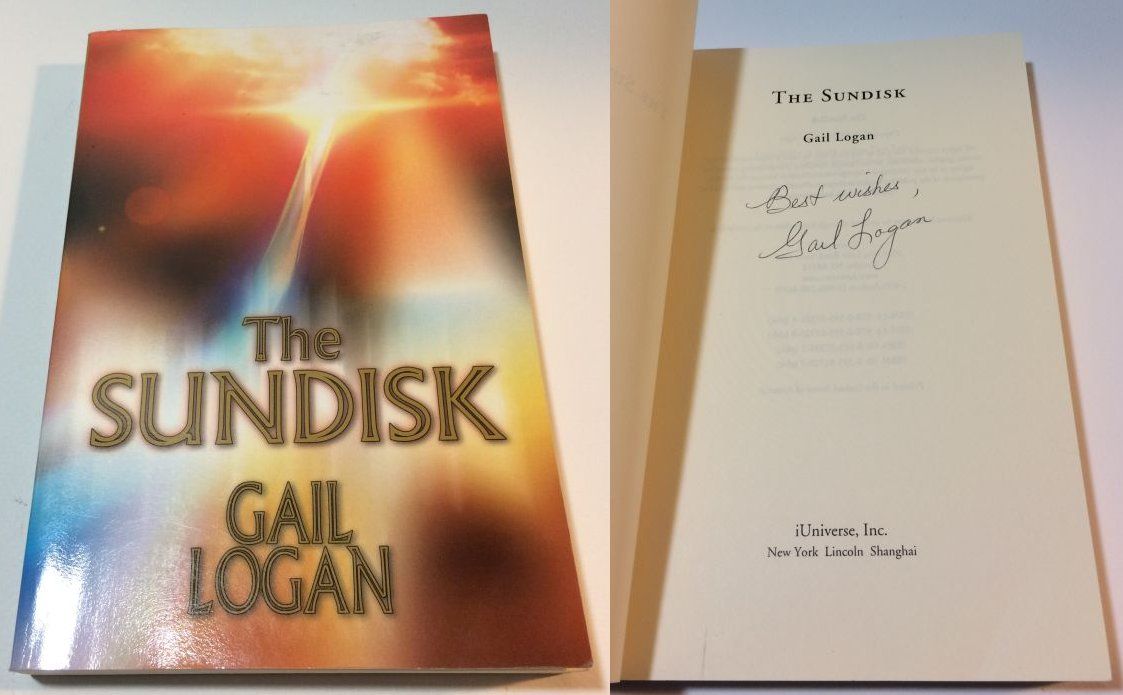 The
SUNDISK
GAIL
LOGAN
THE SUNDISK
Gail Logan
Best wishes,
Gail Logan
iUniverse, Inc.
New York Lincoln Shanghai